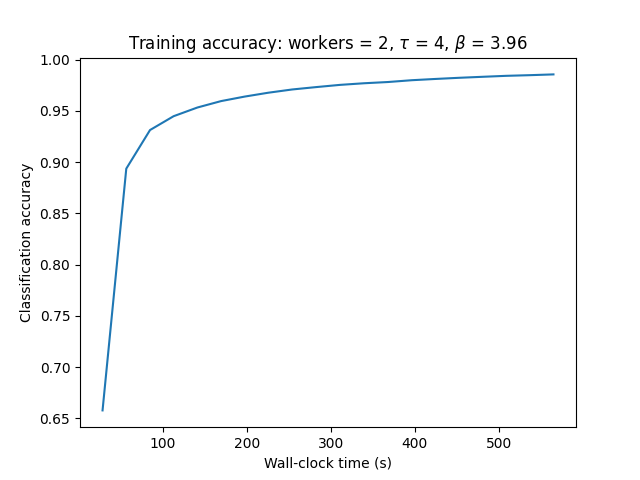 Training accuracy: workers = 2, τ = 4, β = 3.96
1.00
0.95
0.90
0.85
0.80
0.75
0.70
0.65
Classification accuracy
100 200 300 400 500
Wall-clock time (s)